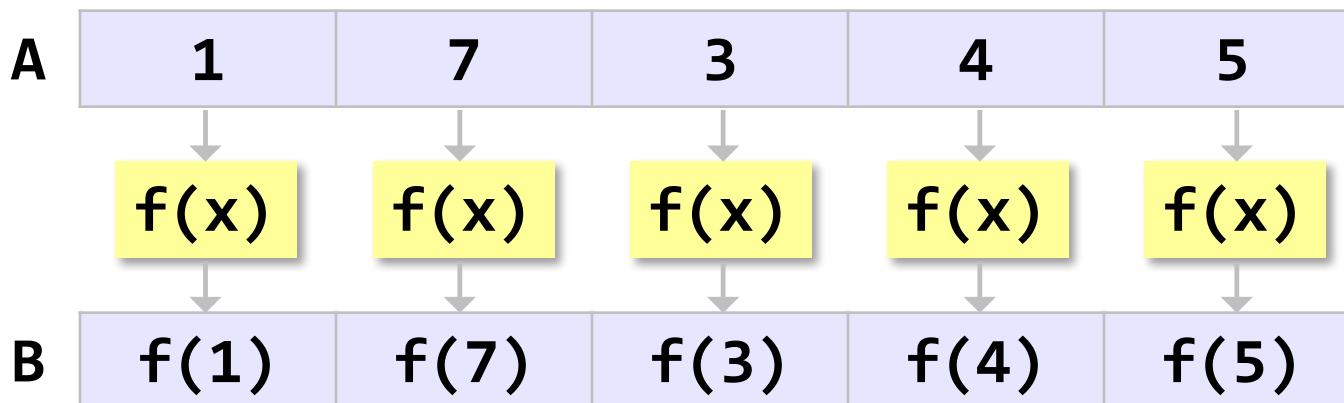 A 1 7 3 4 5
f(x) f(x) f(x) f(x) f(x)
B f(1) f(7) f(3) f(4) f(5)